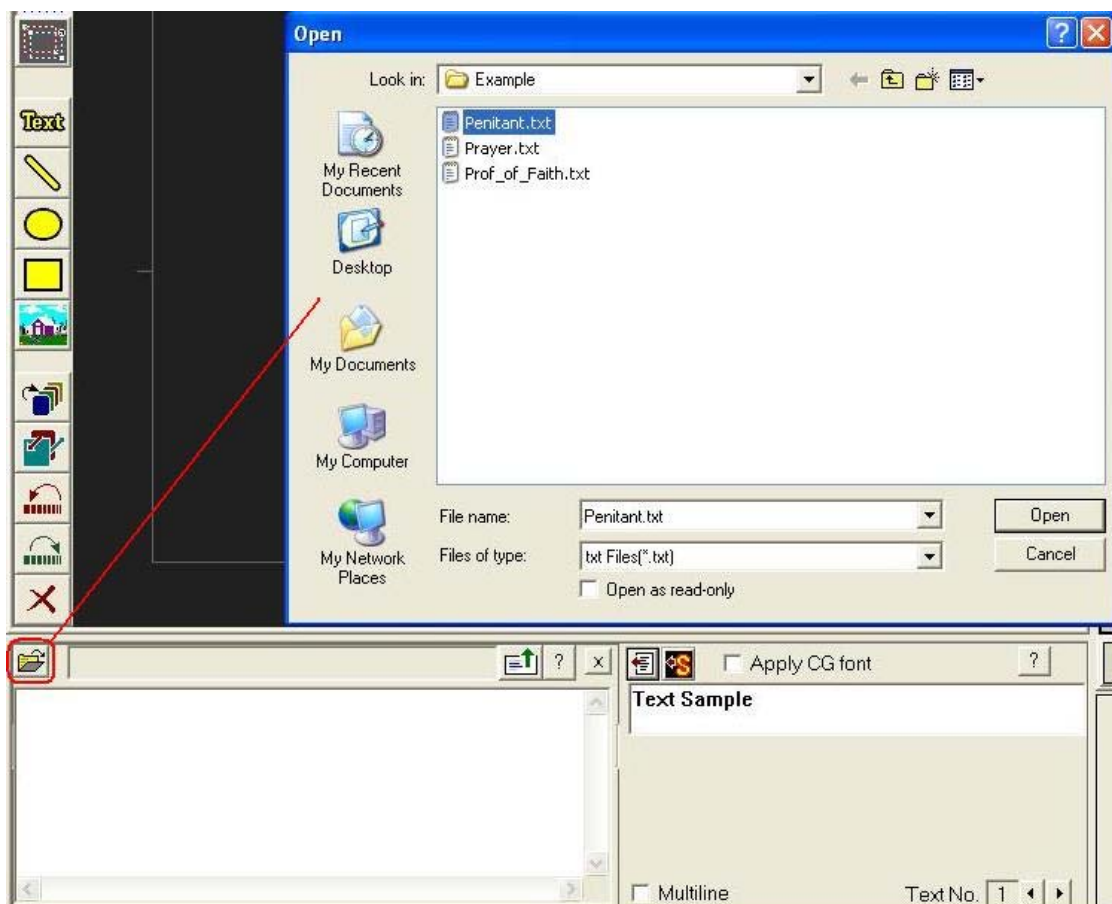 Open
?
X
Look in:
Example
Text
Penitant.txt
Prayer.txt
Prof_of_Faith.txt
My Recent
Documents
Desktop
My Documents
My Computer
My Network
Places
File name:
Penitant.txt
Open
Files of type:
txt Files(*.txt)
Cancel
Open as read-only
?
x
S
Apply CG font
?
Text Sample
Multiline
Text No.
1